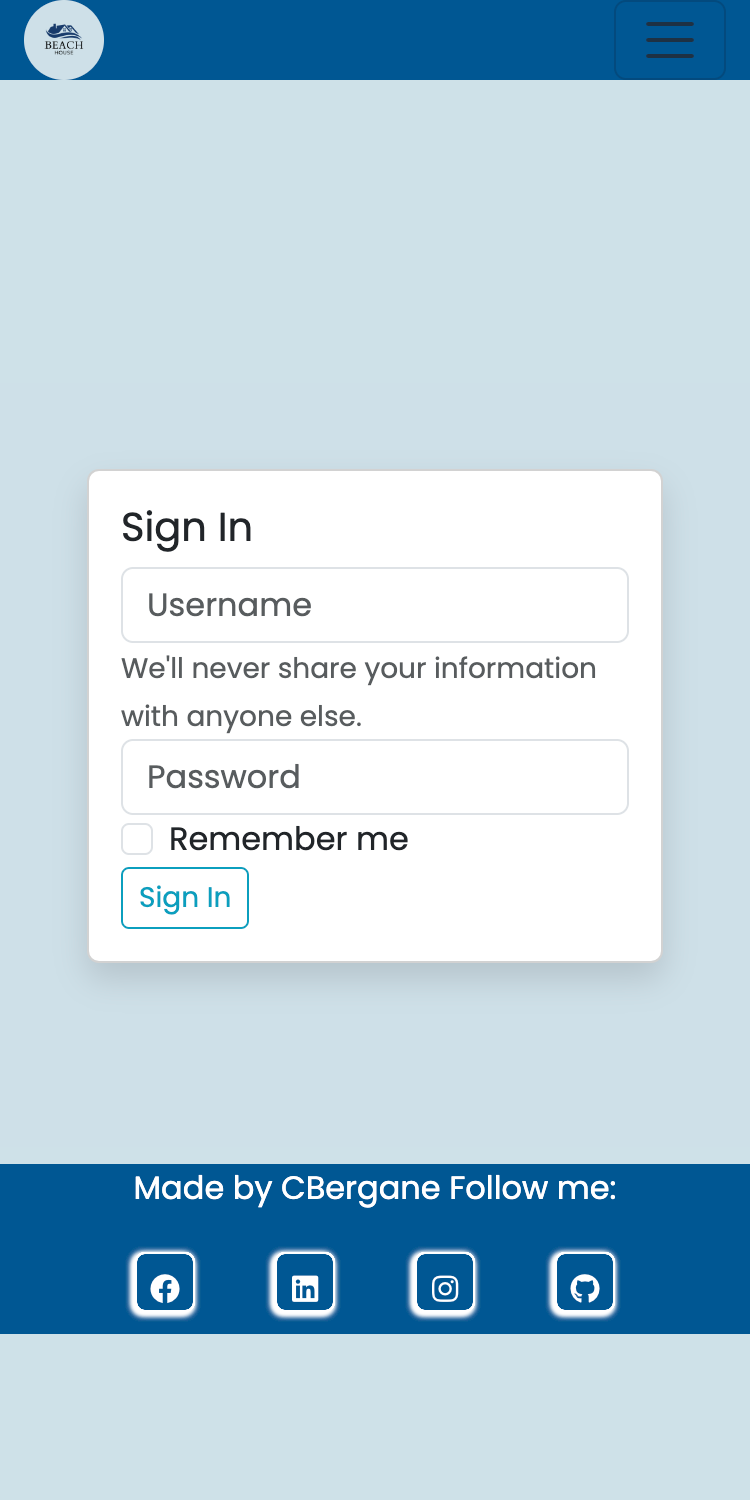 BEACH
HOUSE
Sign In
Username
We'll never share your information
with anyone else.
Password
Remember me
Sign In
Made by CBergane Follow me: